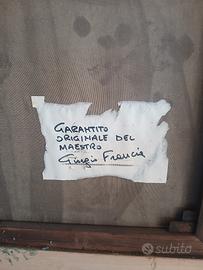 GARANTITO
ORIGINALE DEL
MAESTRO
Giorgio Francia
subito